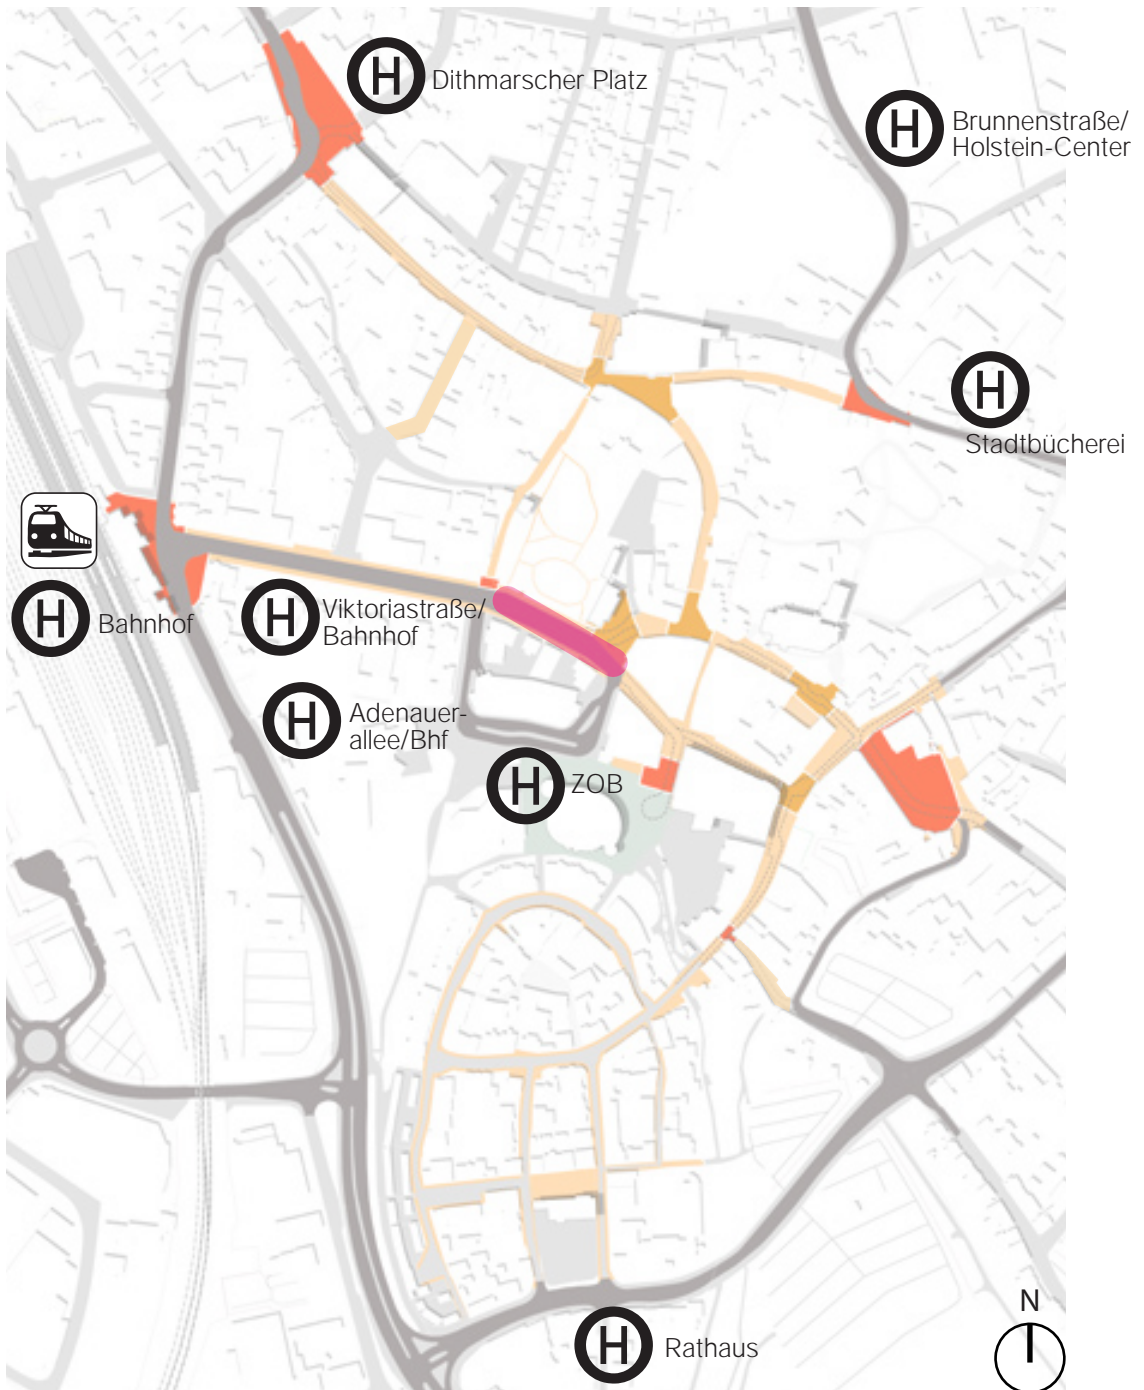 H Dithmarscher Platz
H Brunnenstraße/
Holstein-Center
H
Stadtbücherei
H Bahnhof
H Viktoriastraße/
Bahnhof
H Adenauer-
allee/Bhf
H ZOB
H Rathaus
N